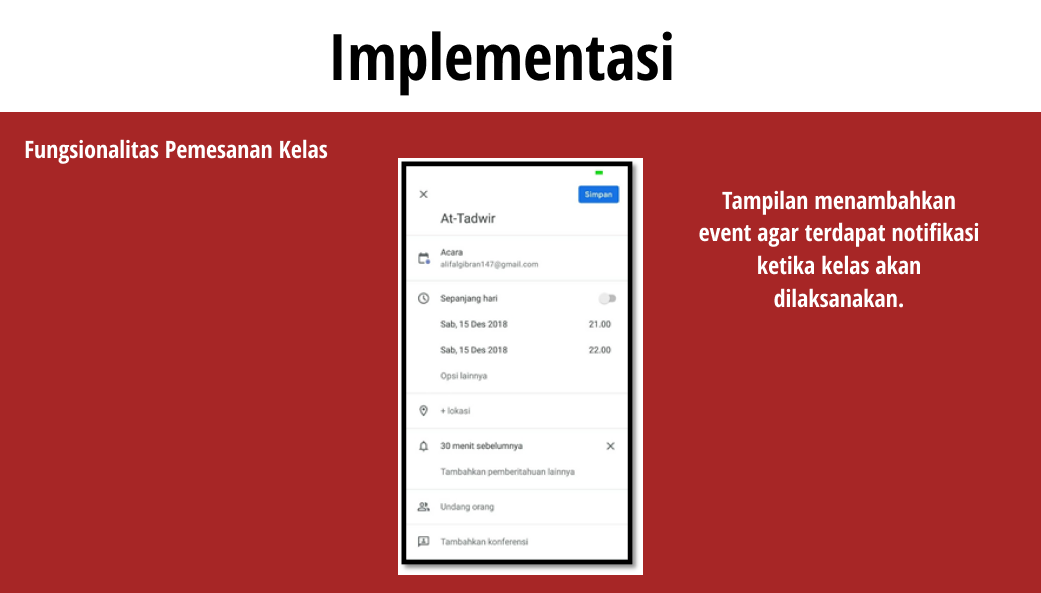 Implementasi
Fungsionalitas Pemesanan Kelas
Simpan
At-Tadwir
Acara
alifalgibran147@gmail.com
Sepanjang hari
Sab, 15 Des 2018 21.00
Sab, 15 Des 2018 22.00
Opsi lainnya
+ lokasi
30 menit sebelumnya
Tambahkan pemberitahuan lainnya
Undang orang
Tambahkan konferensi
Tampilan menambahkan
event agar terdapat notifikasi
ketika kelas akan
dilaksanakan.